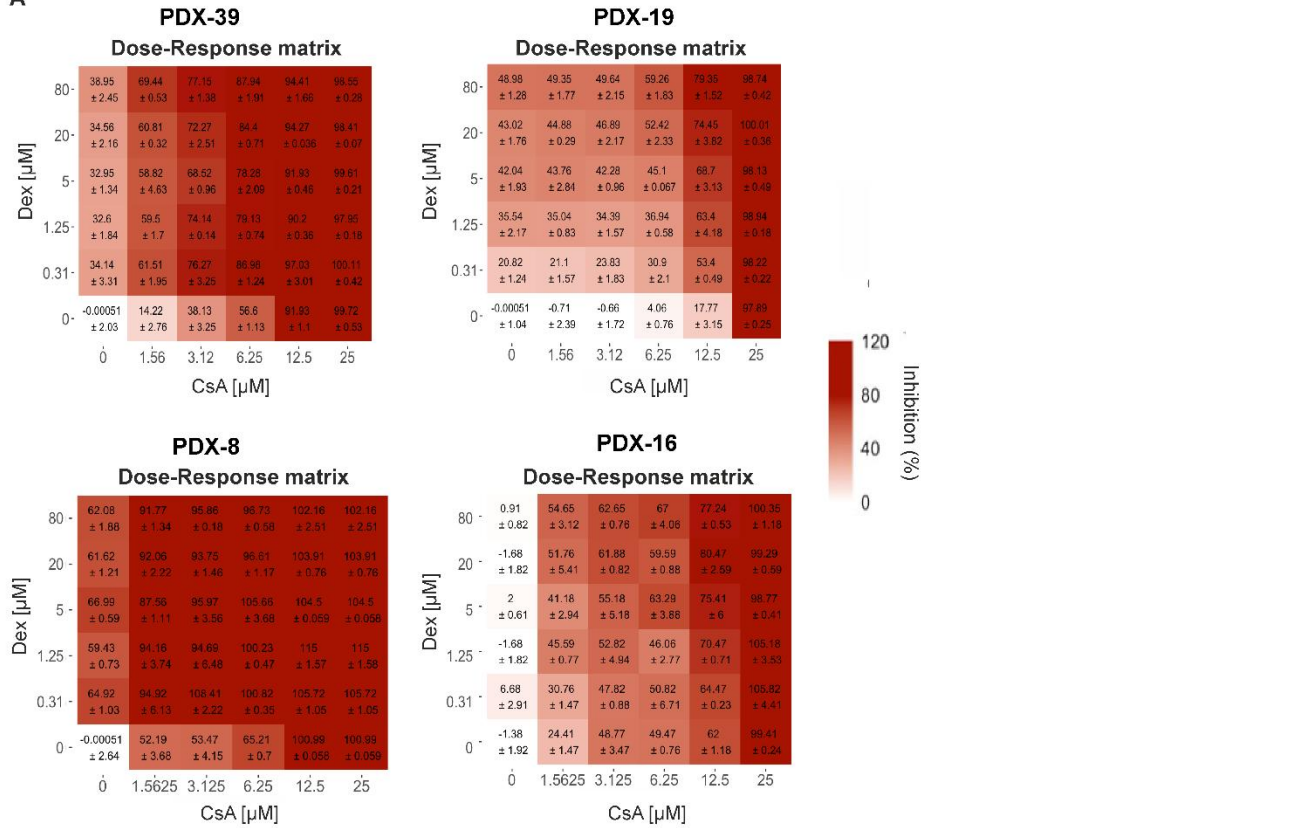 A
PDX-39
Dose-Response matrix
Dex [µM]
80- 38.95 69.44 77.15 87.94 94.41 98.55
± 2.45 ± 0.53 ± 1.38 ± 1.91 ± 1.66 ± 0.28
20- 34.56 60.81 72.27 84.4 94.27 98.41
± 2.16 ± 0.32 ± 2.51 ± 0.71 ± 0.036 ± 0.07
5- 32.95 58.82 68.52 78.28 91.93 99.61
± 1.34 ± 4.63 ± 0.96 ± 2.09 ± 0.46 ± 0.21
1.25- 32.6 59.5 74.14 79.13 90.2 97.95
± 1.84 ± 1.7 ± 0.14 ± 0.74 ± 0.38 ± 0.18
0.31- 34.14 61.51 76.27 86.98 97.03 100.11
± 3.31 ± 1.95 ± 3.25 ± 1.24 ± 3.01 ± 0.42
0- -0.00051 14.22 38.13 56.6 91.93 99.72
± 2.03 ± 2.76 ± 3.25 ± 1.13 ± 1.1 ± 0.53
0 1.56 3.12 6.25 12.5 25
CsA [µM]
PDX-19
Dose-Response matrix
Dex [µM]
80- 48.98 49.35 49.64 59.26 79.35 98.74
± 1.28 ± 1.77 ± 2.15 ± 1.83 ± 1.52 ± 0.42
20- 43.02 44.88 46.89 52.42 74.45 100.01
± 1.76 ± 0.29 ± 2.17 ± 2.33 ± 3.82 ± 0.36
5- 42.04 43.76 42.28 45.1 68.7 98.13
± 1.93 ± 2.84 ± 0.96 ± 0.067 ± 3.13 ± 0.49
1.25- 35.54 35.04 34.39 36.94 63.4 98.94
± 2.17 ± 0.83 ± 1.57 ± 0.58 ± 4.18 ± 0.18
0.31- 20.82 21.1 23.83 30.9 53.4 98.22
± 1.24 ± 1.57 ± 1.83 ± 2.1 ± 0.49 ± 0.22
0- -0.00051 -0.71 -0.66 4.06 17.77 97.89
± 1.04 ± 2.39 ± 1.72 ± 0.76 ± 3.15 ± 0.25
0 1.56 3.12 6.25 12.5 25
CsA [µM]
120
80
40
0
Inhibition (%)
PDX-8
Dose-Response matrix
Dex [µM]
80 - 62.08 91.77 95.86 98.73 102.16 102.16
± 1.88 ± 1.34 ± 0.18 ± 0.58 ± 2.51 ± 2.51
20 - 61.62 92.06 93.75 96.61 103.91 103.91
± 1.21 ± 2.22 ± 1.46 ± 1.17 ± 0.76 ± 0.76
5 - 66.99 87.56 95.97 105.66 104.5 104.5
± 0.59 ± 1.11 ± 3.56 ± 3.68 ± 0.059 ± 0.058
1.25 - 59.43 94.16 94.69 100.23 115 115
± 0.73 ± 3.74 ± 6.48 ± 0.47 ± 1.57 ± 1.58
0.31 - 64.92 94.92 108.41 100.82 105.72 105.72
± 1.03 ± 6.13 ± 2.22 ± 0.35 ± 1.05 ± 1.05
0 - -0.00051 52.19 53.47 65.21 100.99 100.99
± 2.64 ± 3.68 ± 4.15 ± 0.7 ± 0.058 ± 0.059
0 1.5625 3.125 6.25 12.5 25
CsA [µM]
PDX-16
Dose-Response matrix
Dex [µM]
80 - 0.91 54.65 62.65 67 77.24 100.35
± 0.82 ± 3.12 ± 0.76 ± 4.06 ± 0.53 ± 1.18
20 - -1.68 51.76 61.88 59.59 80.47 99.29
± 1.82 ± 5.41 ± 0.82 ± 0.88 ± 2.59 ± 0.59
5 - 2 41.18 55.18 63.29 75.41 98.77
± 0.61 ± 2.94 ± 5.18 ± 3.88 ± 6 ± 0.41
1.25 - -1.68 45.59 52.82 46.06 70.47 105.18
± 1.82 ± 0.77 ± 4.94 ± 2.77 ± 0.71 ± 3.53
0.31 - 6.68 30.76 47.82 50.82 64.47 105.82
± 2.91 ± 1.47 ± 0.88 ± 6.71 ± 0.23 ± 4.41
0 - -1.38 24.41 48.77 49.47 62 99.41
± 1.92 ± 1.47 ± 3.47 ± 0.76 ± 1.18 ± 0.24
0 1.5625 3.125 6.25 12.5 25
CsA [µM]